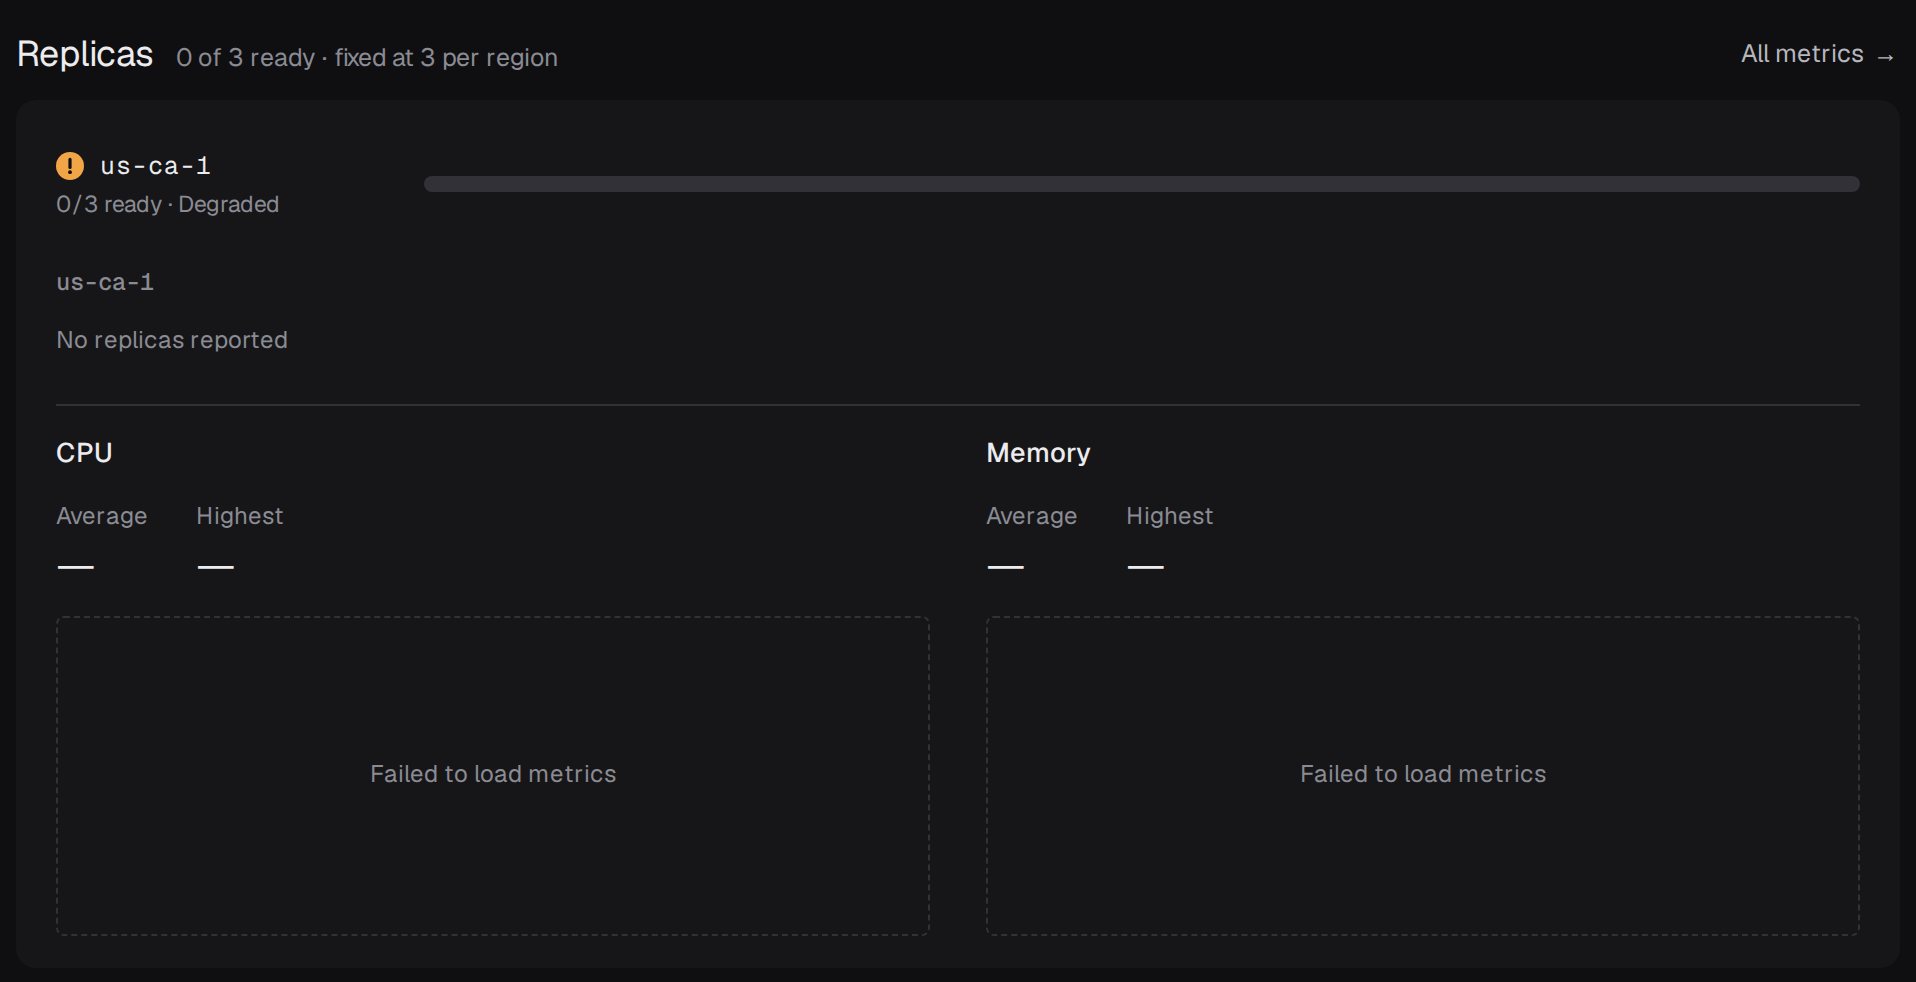 Replicas 0 of 3 ready · fixed at 3 per region
All metrics →
us-ca-1
0/3 ready · Degraded
us-ca-1
No replicas reported
CPU
Average Highest
— —
Failed to load metrics
Memory
Average Highest
— —
Failed to load metrics